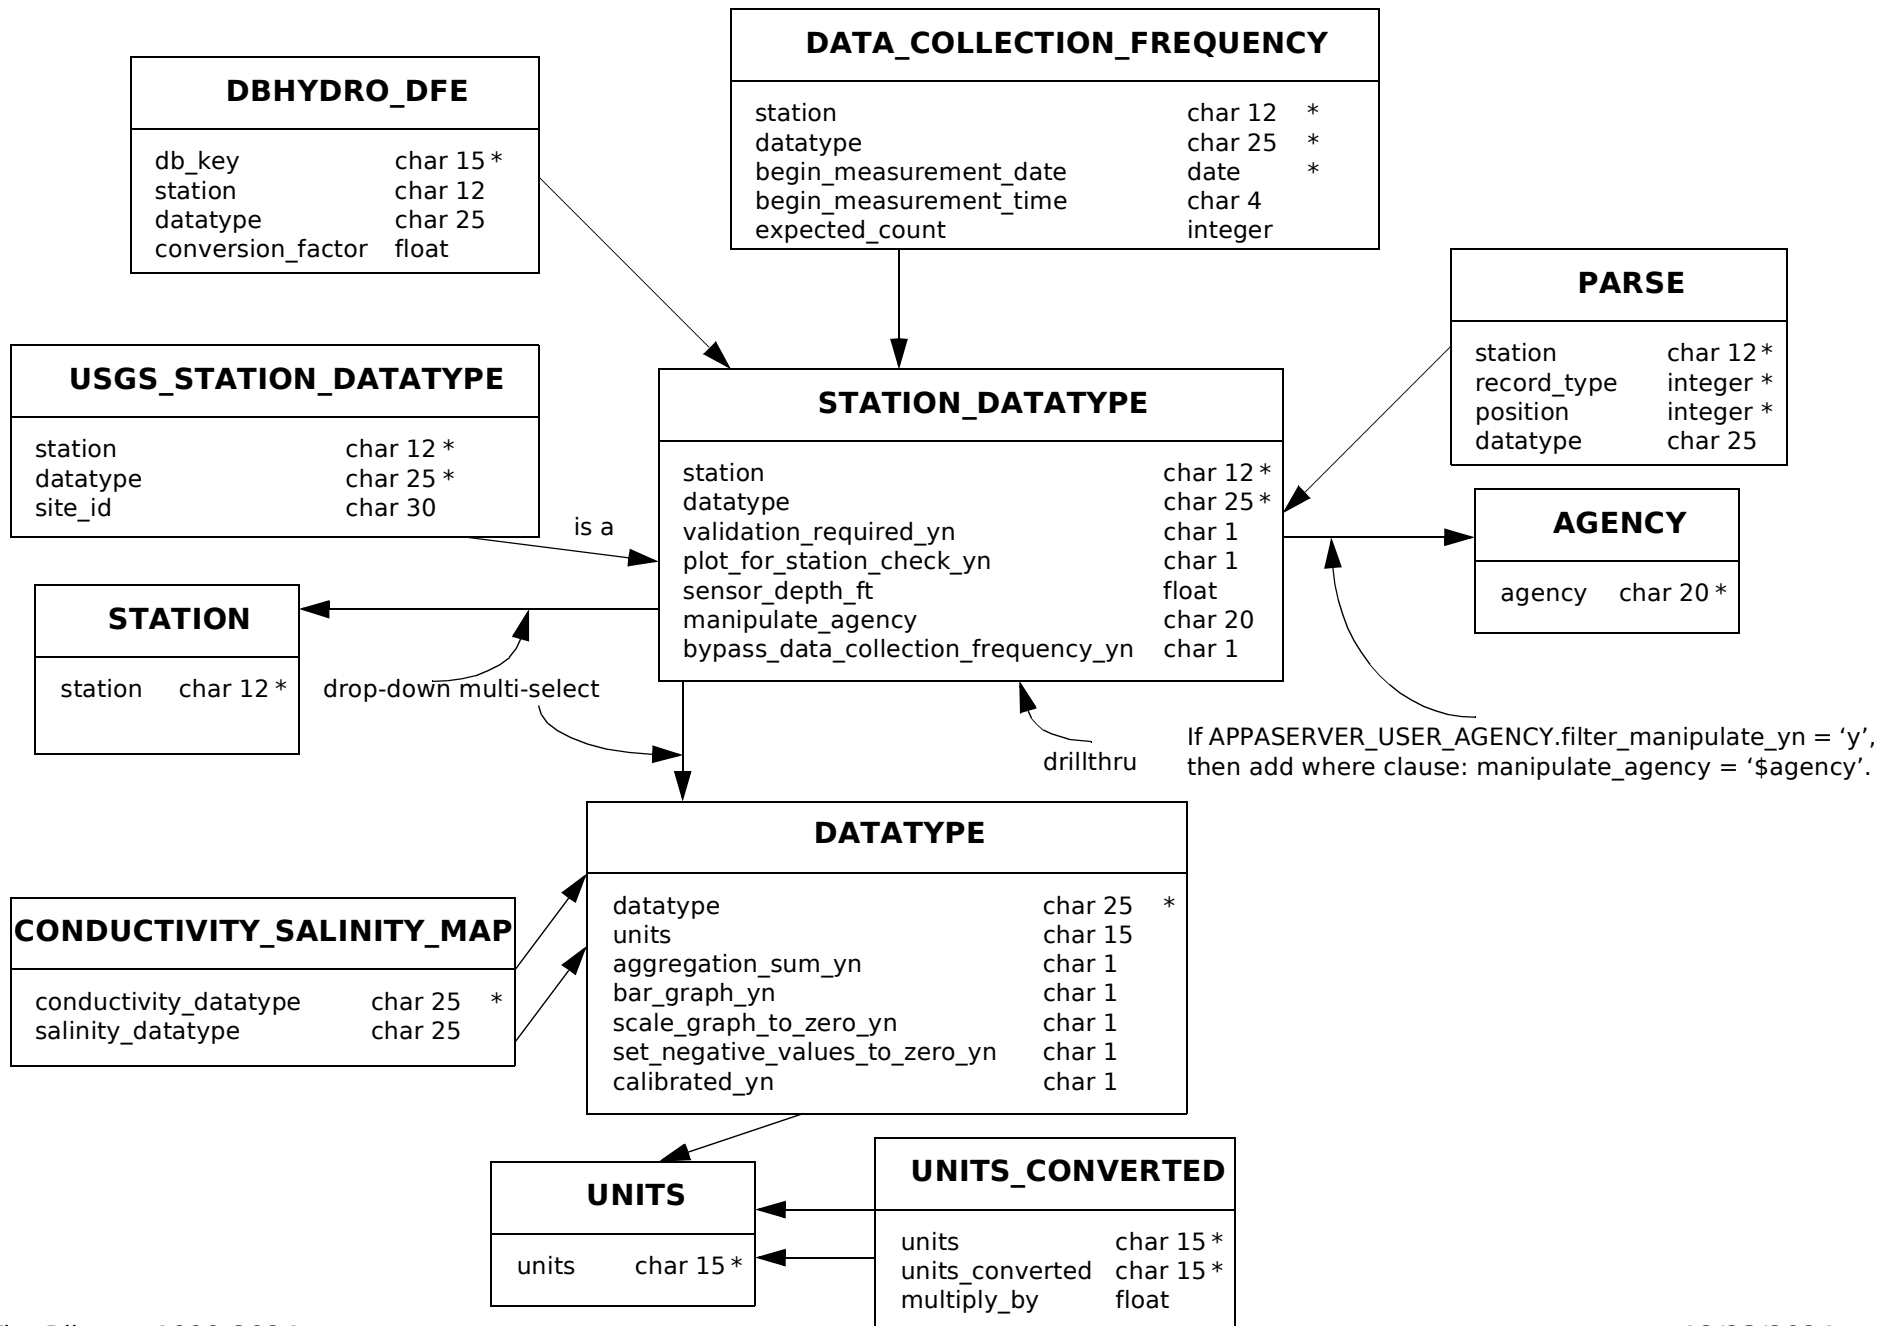 DATA_COLLECTION_FREQUENCY
station char 12 *
datatype char 25 *
begin_measurement_date date *
begin_measurement_time char 4
expected_count integer
DBHYDRO_DFE
db_key char 15 *
station char 12
datatype char 25
conversion_factor float
PARSE
station char 12 *
record_type integer *
position integer *
datatype char 25
USGS_STATION_DATATYPE
station char 12 *
datatype char 25 *
site_id char 30
is a
STATION_DATATYPE
station char 12 *
datatype char 25 *
validation_required_yn char 1
plot_for_station_check_yn char 1
sensor_depth_ft float
manipulate_agency char 20
bypass_data_collection_frequency_yn char 1
AGENCY
agency char 20 *
STATION
station char 12 *
drop-down multi-select
drillthru
If APPASERVER_USER_AGENCY.filter_manipulate_yn = ‘y’,
then add where clause: manipulate_agency = ‘$agency’.
DATATYPE
datatype char 25 *
units char 15
aggregation_sum_yn char 1
bar_graph_yn char 1
scale_graph_to_zero_yn char 1
set_negative_values_to_zero_yn char 1
calibrated_yn char 1
CONDUCTIVITY_SALINITY_MAP
conductivity_datatype char 25 *
salinity_datatype char 25
UNITS
units char 15 *
UNITS_CONVERTED
units char 15 *
units_converted char 15 *
multiply_by float